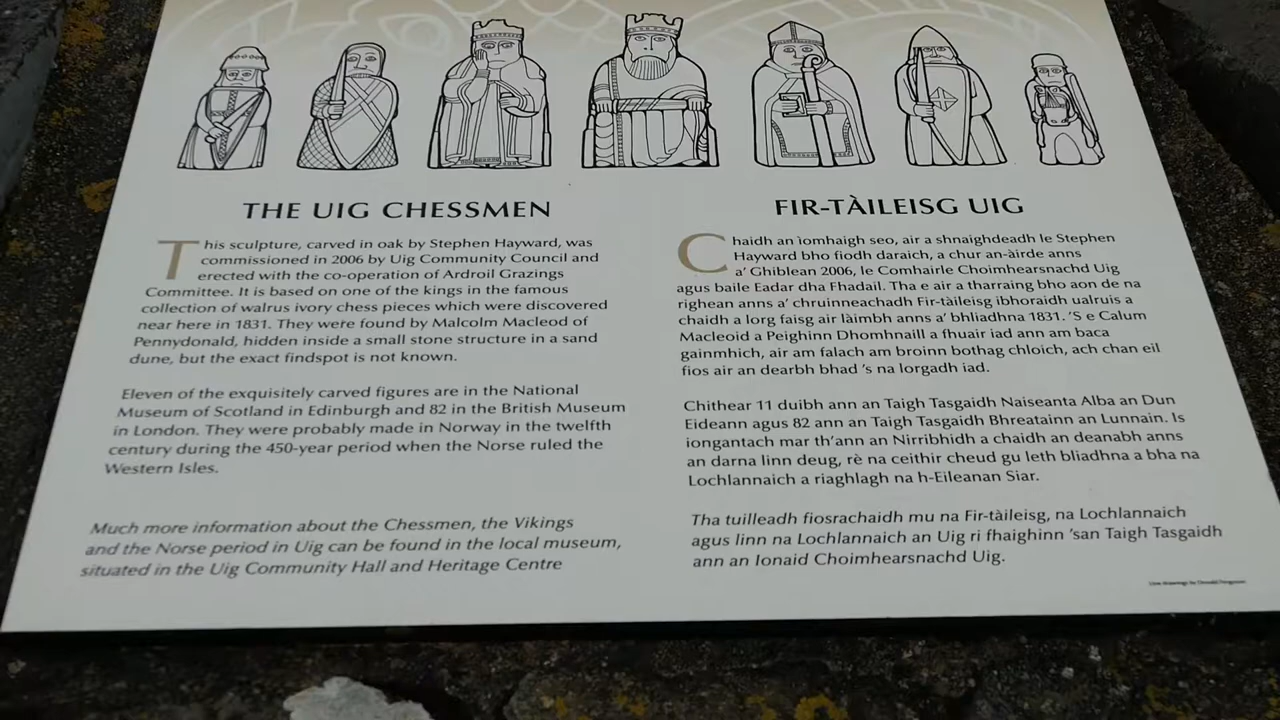 THE UIG CHESSMEN
This sculpture, carved in oak by Stephen Hayward, was
commissioned in 2006 by Uig Community Council and
erected with the co-operation of Ardroil Grazings
Committee. It is based on one of the kings in the famous
collection of walrus ivory chess pieces which were discovered
near here in 1831. They were found by Malcolm Macleod of
Pennydonald, hidden inside a small stone structure in a sand
dune, but the exact findspot is not known.
Eleven of the exquisitely carved figures are in the National
Museum of Scotland in Edinburgh and 82 in the British Museum
in London. They were probably made in Norway in the twelfth
century during the 450-year period when the Norse ruled the
Western Isles.
Much more information about the Chessmen, the Vikings
and the Norse period in Uig can be found in the local museum,
situated in the Uig Community Hall and Heritage Centre
FIR-TÀILEISG UIG
Chaidh an ìomhaigh seo, air a shnaighdeadh le Stephen
Hayward bho fiodh daraich, a chur an-àirde anns
a' Ghiblean 2006, le Comhairle Choimhearsnachd Uig
agus baile Eadar dha Fhadail. Tha e air a tharraing bho aon de na
righean anns a' chruinneachadh Fir-tàileisg ibhoraidh ualruis a
chaidh a lorg faisg air làimbh anns a' bhliadhna 1831. 'S e Calum
Macleoid a Peighinn Dhomhnaill a fhuair iad ann am baca
gainmhich, air am falach am broinn bothag chloich, ach chan eil
fios air an dearbh bhad 's na lorgadh iad.
Chithear 11 duibh ann an Taigh Tasgaidh Naiseanta Alba an Dun
Eideann agus 82 ann an Taigh Tasgaidh Bhreatainn an Lunnain. Is
iongantach mar th'ann an Nirribhidh a chaidh an deanabh anns
an darna linn deug, rè na ceithir cheud gu leth bliadhna a bha na
Lochlannaich a riaghlagh na h-Eileanan Siar.
Tha tuilleadh fiosrachaidh mu na Fir-tàileisg, na Lochlannaich
agus linn na Lochlannaich an Uig ri fhaighinn 'san Taigh Tasgaidh
ann an Ionaid Choimhearsnachd Uig.
Line drawings by Donald Ferguson